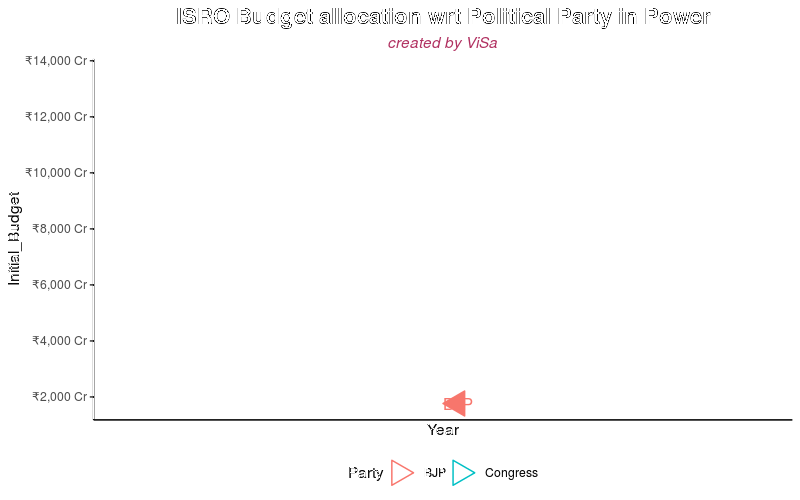 ISRO Budget allocation wrt Political Party in Power
created by ViSa
₹14,000 Cr
₹12,000 Cr
₹10,000 Cr
₹8,000 Cr
₹6,000 Cr
₹4,000 Cr
₹2,000 Cr
Initial_Budget
Year
Party BJP Congress